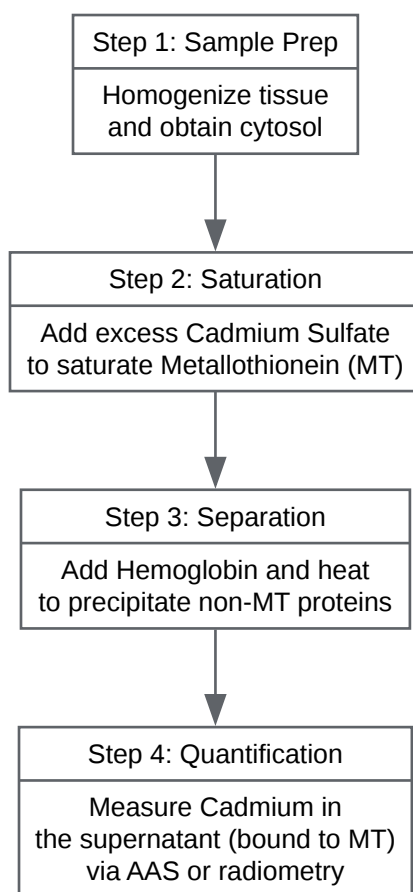 Step 1: Sample Prep
Homogenize tissue
and obtain cytosol
Step 2: Saturation
Add excess Cadmium Sulfate
to saturate Metallothionein (MT)
Step 3: Separation
Add Hemoglobin and heat
to precipitate non-MT proteins
Step 4: Quantification
Measure Cadmium in
the supernatant (bound to MT)
via AAS or radiometry